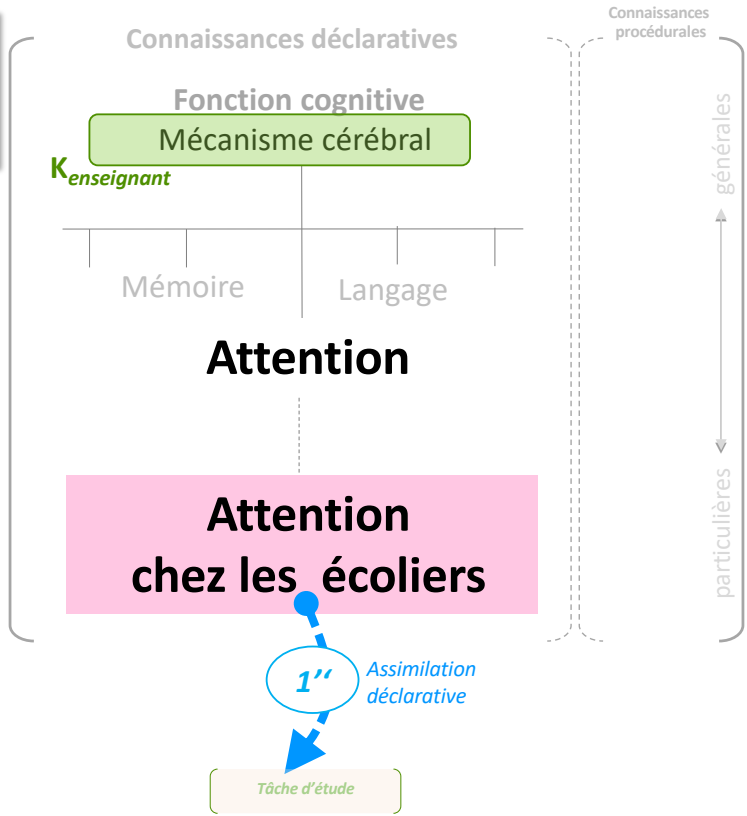 Connaissances
procédurales
Connaissances déclaratives
Fonction cognitive
Mécanisme cérébral
Kenseignant
générales
Mémoire
Langage
Attention
Attention
chez les écoliers
particulières
1’‘
Assimilation
déclarative
Tâche d’étude